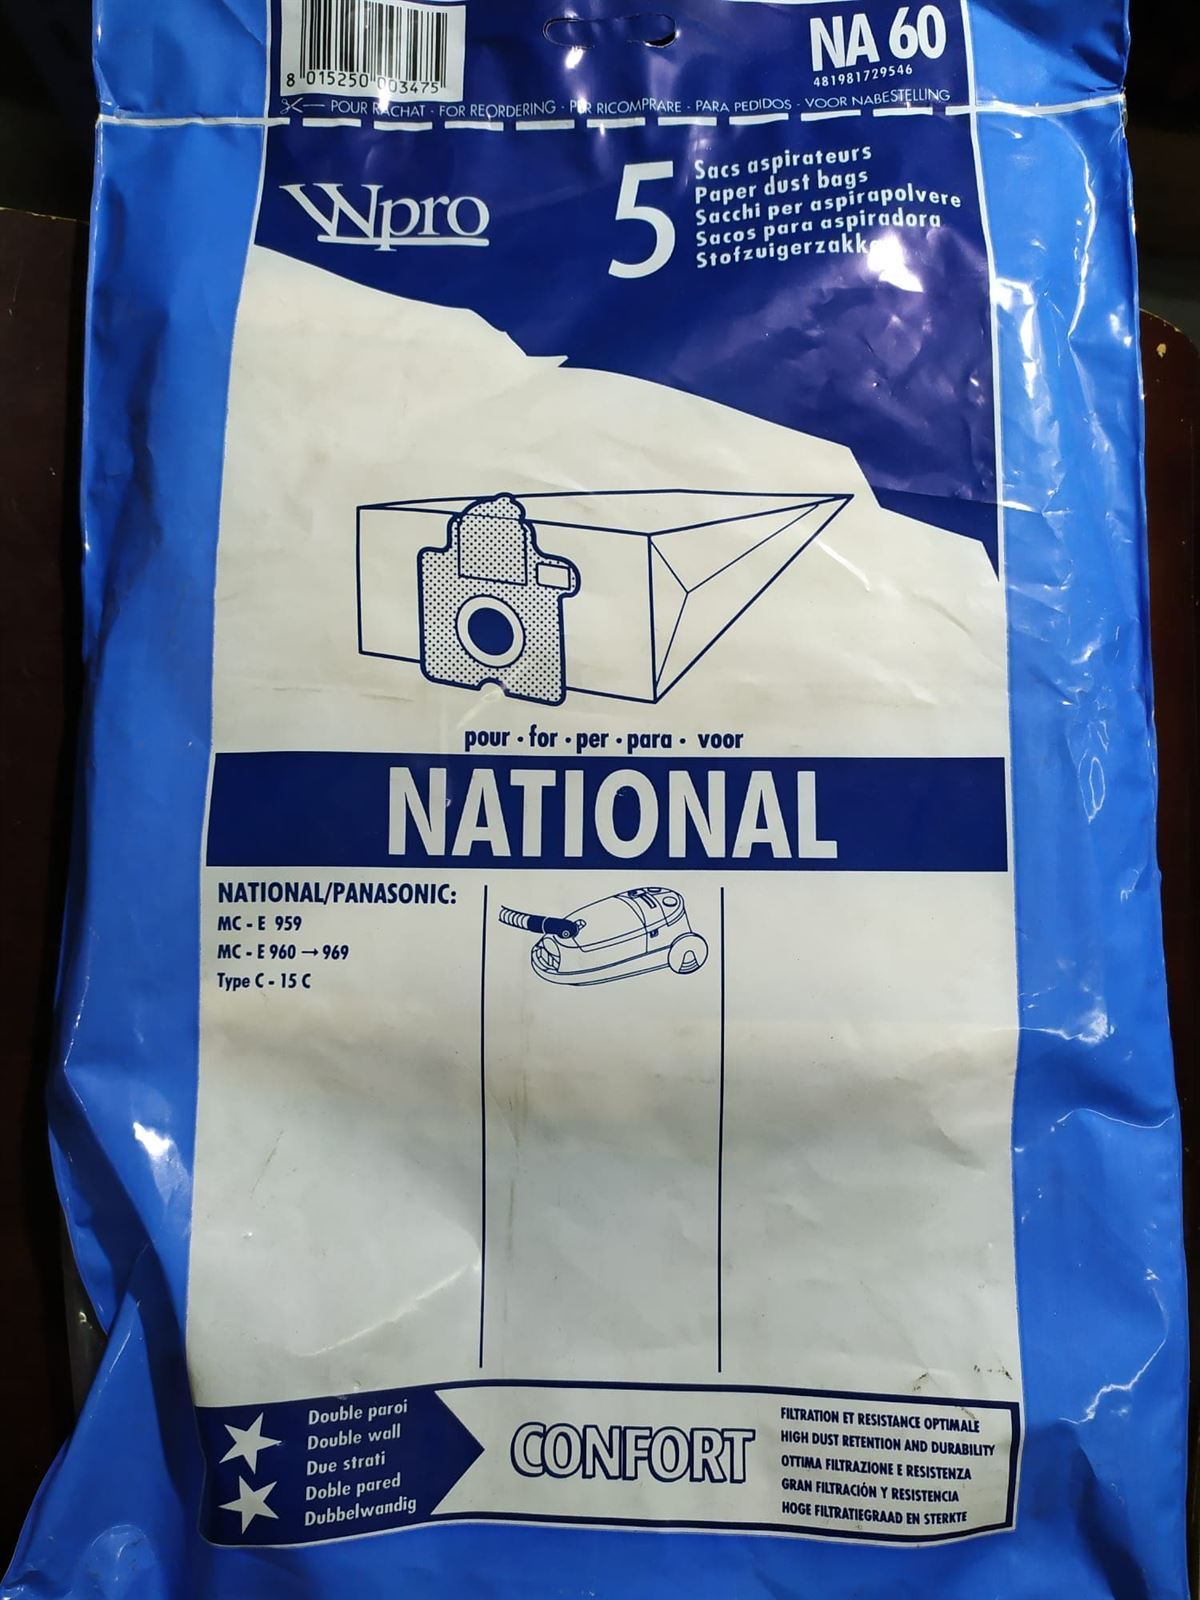 NA 60
481981729546
8 015250 003475
POUR RACHAT - FOR REORDERING - PER RICOMPRARE - PARA PEDIDOS - VOOR NABESTELLING
Wpro
5
Sacs aspirateurs
Paper dust bags
Sacchi per aspirapolvere
Sacos para aspiradora
pour · for · per · para · voor
NATIONAL
NATIONAL/PANASONIC:
MC - E 959
MC - E 960 → 969
Type C - 15 C
Double paroi
Double wall
Due strati
Doble pared
Dubbelwandig
CONFORT
FILTRATION ET RESISTANCE OPTIMALE
HIGH DUST RETENTION AND DURABILITY
OTTIMA FILTRAZIONE E RESISTENZA
GRAN FILTRACIÓN Y RESISTENCIA
HOGE FILTRATIEGRAAD EN STERKTE